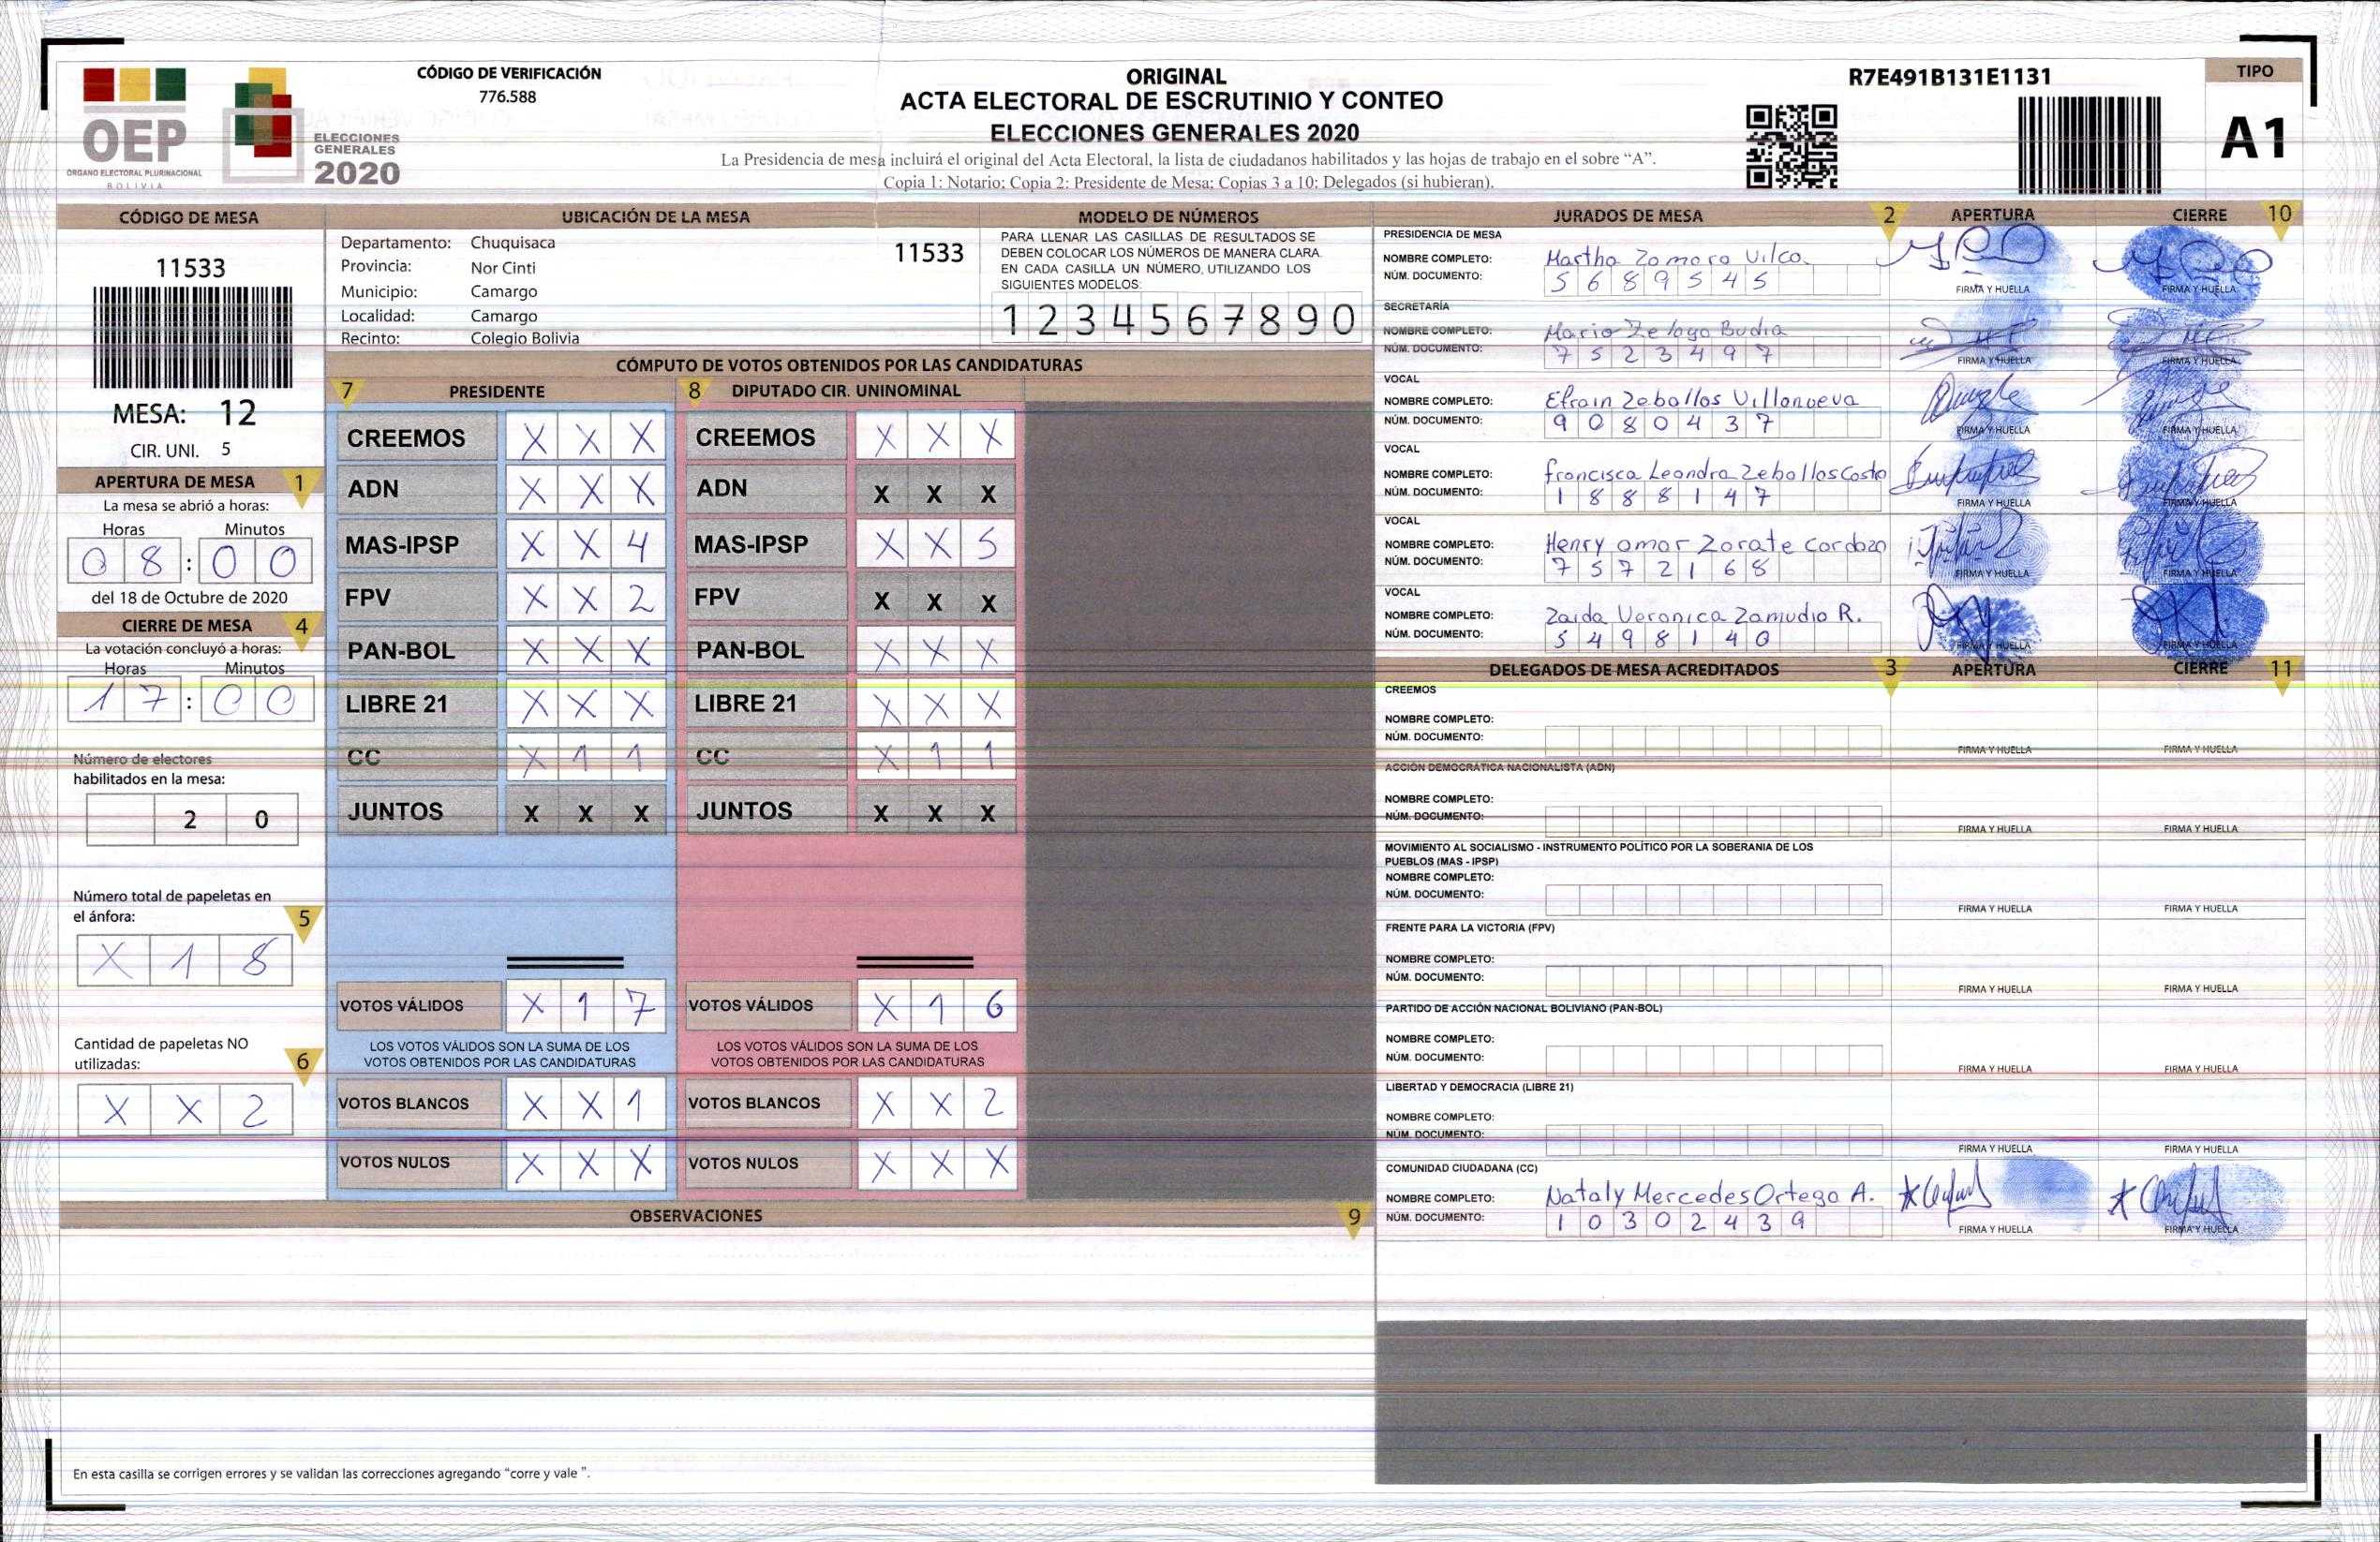 CÓDIGO DE VERIFICACIÓN
776.588
OEP
ÓRGANO ELECTORAL PLURINACIONAL
BOLIVIA
ELECCIONES
GENERALES
2020
ORIGINAL
ACTA ELECTORAL DE ESCRUTINIO Y CONTEO
ELECCIONES GENERALES 2020
La Presidencia de mesa incluirá el original del Acta Electoral, la lista de ciudadanos habilitados y las hojas de trabajo en el sobre “A”.
Copia 1: Notario; Copia 2: Presidente de Mesa; Copias 3 a 10: Delegados (si hubieran).
R7E491B131E1131
TIPO
A1
CÓDIGO DE MESA
11533
MESA: 12
CIR. UNI. 5
APERTURA DE MESA 1
La mesa se abrió a horas:
Horas Minutos
0 8 : 0 0
del 18 de Octubre de 2020
CIERRE DE MESA 4
La votación concluyó a horas:
Horas Minutos
1 7 : 0 0
Número de electores
habilitados en la mesa:
2 0
Número total de papeletas en
el ánfora: 5
X 1 8
Cantidad de papeletas NO
utilizadas: 6
X X 2
UBICACIÓN DE LA MESA
Departamento: Chuquisaca
11533
Provincia: Nor Cinti
Municipio: Camargo
Localidad: Camargo
Recinto: Colegio Bolivia
MODELO DE NÚMEROS
PARA LLENAR LAS CASILLAS DE RESULTADOS SE
DEBEN COLOCAR LOS NÚMEROS DE MANERA CLARA.
EN CADA CASILLA UN NÚMERO, UTILIZANDO LOS
SIGUIENTES MODELOS:
1 2 3 4 5 6 7 8 9 0
CÓMPUTO DE VOTOS OBTENIDOS POR LAS CANDIDATURAS
7 PRESIDENTE 8 DIPUTADO CIR. UNINOMINAL
CREEMOS X X X CREEMOS X X X
ADN X X X ADN X X X
MAS-IPSP X X 4 MAS-IPSP X X 5
FPV X X 2 FPV X X X
PAN-BOL X X X PAN-BOL X X X
LIBRE 21 X X X LIBRE 21 X X X
CC X 1 1 CC X 1 1
JUNTOS X X X JUNTOS X X X
VOTOS VÁLIDOS X 1 7 VOTOS VÁLIDOS X 1 6
LOS VOTOS VÁLIDOS SON LA SUMA DE LOS LOS VOTOS VÁLIDOS SON LA SUMA DE LOS
VOTOS OBTENIDOS POR LAS CANDIDATURAS VOTOS OBTENIDOS POR LAS CANDIDATURAS
VOTOS BLANCOS X X 1 VOTOS BLANCOS X X 2
VOTOS NULOS X X X VOTOS NULOS X X X
OBSERVACIONES 9
En esta casilla se corrigen errores y se validan las correcciones agregando “corre y vale ”.
JURADOS DE MESA 2 APERTURA CIERRE 10
PRESIDENCIA DE MESA
NOMBRE COMPLETO: Martha Zamora Vilca
NÚM. DOCUMENTO: 5 6 8 9 5 4 5
FIRMA Y HUELLA FIRMA Y HUELLA
SECRETARÍA
NOMBRE COMPLETO: Mario Zelaya Budia
NÚM. DOCUMENTO: 7 5 2 3 4 9 7
FIRMA Y HUELLA FIRMA Y HUELLA
VOCAL
NOMBRE COMPLETO: Efrain Zeballos Villanueva
NÚM. DOCUMENTO: 9 0 8 0 4 3 7
FIRMA Y HUELLA FIRMA Y HUELLA
VOCAL
NOMBRE COMPLETO: Francisca Leandra Zeballos Costo
NÚM. DOCUMENTO: 1 8 8 8 1 4 7
FIRMA Y HUELLA FIRMA Y HUELLA
VOCAL
NOMBRE COMPLETO: Henry omar Zarate Cardozo
NÚM. DOCUMENTO: 7 5 7 2 1 6 8
FIRMA Y HUELLA FIRMA Y HUELLA
VOCAL
NOMBRE COMPLETO: Zaida Veronica Zamudio R.
NÚM. DOCUMENTO: 5 4 9 8 1 4 0
FIRMA Y HUELLA FIRMA Y HUELLA
DELEGADOS DE MESA ACREDITADOS 3 APERTURA CIERRE 11
CREEMOS
NOMBRE COMPLETO:
NÚM. DOCUMENTO:
FIRMA Y HUELLA FIRMA Y HUELLA
ACCIÓN DEMOCRÁTICA NACIONALISTA (ADN)
NOMBRE COMPLETO:
NÚM. DOCUMENTO:
FIRMA Y HUELLA FIRMA Y HUELLA
MOVIMIENTO AL SOCIALISMO - INSTRUMENTO POLÍTICO POR LA SOBERANIA DE LOS
PUEBLOS (MAS - IPSP)
NOMBRE COMPLETO:
NÚM. DOCUMENTO:
FIRMA Y HUELLA FIRMA Y HUELLA
FRENTE PARA LA VICTORIA (FPV)
NOMBRE COMPLETO:
NÚM. DOCUMENTO:
FIRMA Y HUELLA FIRMA Y HUELLA
PARTIDO DE ACCIÓN NACIONAL BOLIVIANO (PAN-BOL)
NOMBRE COMPLETO:
NÚM. DOCUMENTO:
FIRMA Y HUELLA FIRMA Y HUELLA
LIBERTAD Y DEMOCRACIA (LIBRE 21)
NOMBRE COMPLETO:
NÚM. DOCUMENTO:
FIRMA Y HUELLA FIRMA Y HUELLA
COMUNIDAD CIUDADANA (CC)
NOMBRE COMPLETO: Nataly Mercedes Ortego A.
NÚM. DOCUMENTO: 1 0 3 0 2 4 3 9
FIRMA Y HUELLA FIRMA Y HUELLA